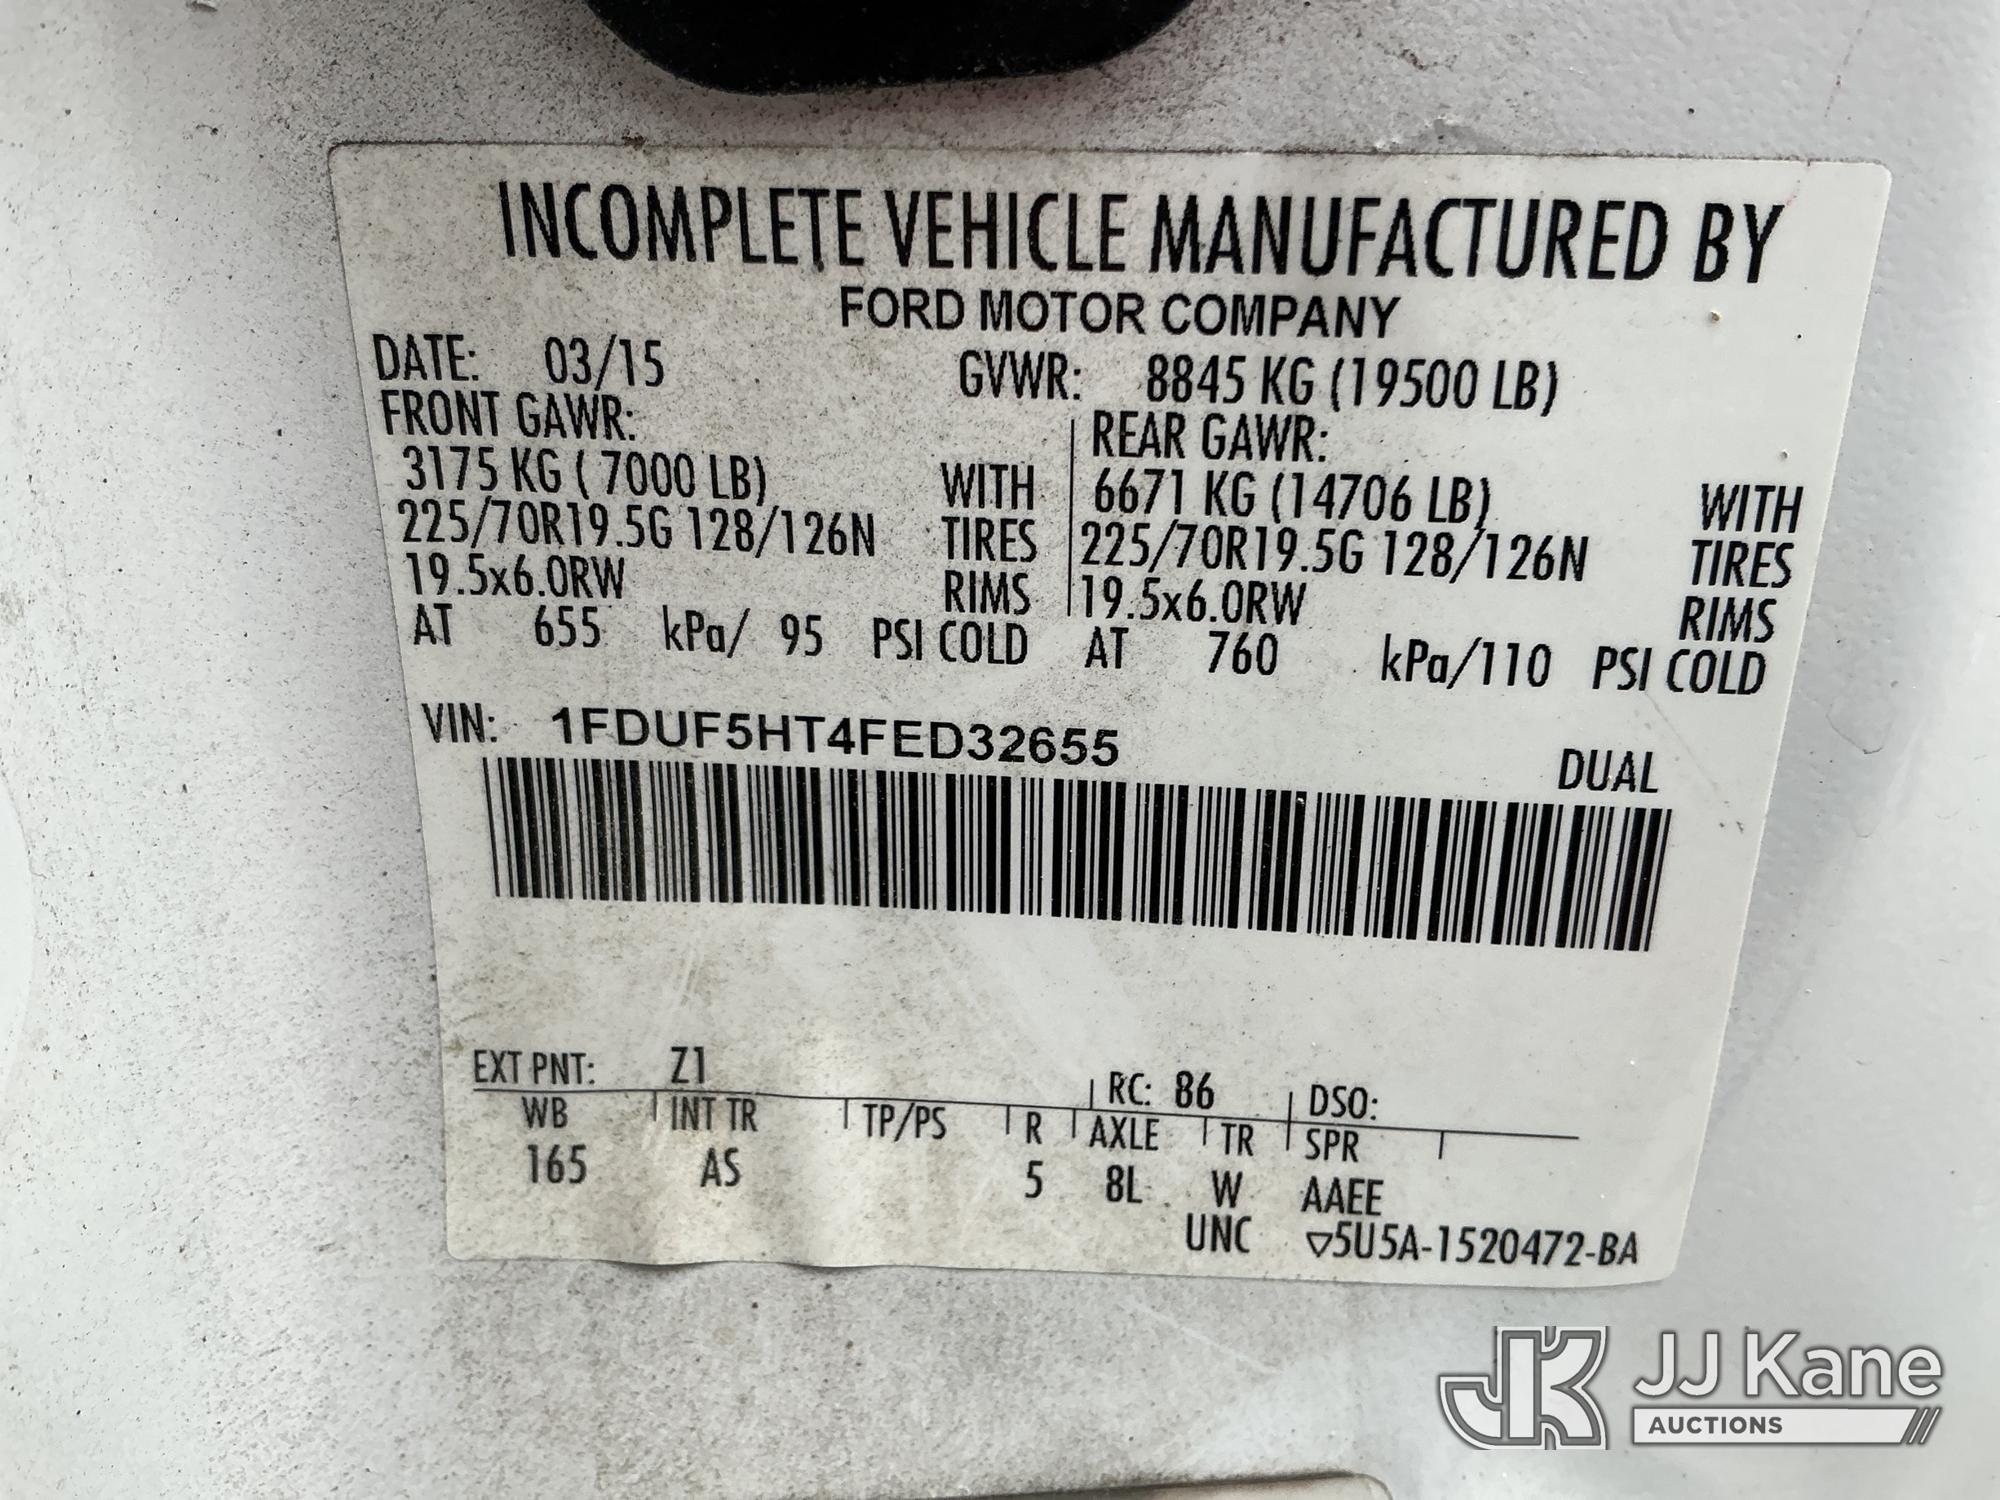 INCOMPLETE VEHICLE MANUFACTURED BY
FORD MOTOR COMPANY
DATE: 03/15 GVWR: 8845 KG (19500 LB)
FRONT GAWR: REAR GAWR:
3175 KG ( 7000 LB) WITH 6671 KG (14706 LB) WITH
225/70R19.5G 128/126N TIRES 225/70R19.5G 128/126N TIRES
19.5x6.0RW RIMS 19.5x6.0RW RIMS
AT 655 kPa/ 95 PSI COLD AT 760 kPa/110 PSI COLD
VIN: 1FDUF5HT4FED32655
DUAL
EXT PNT: Z1 RC: 86 DSO:
WB INT TR TP/PS R AXLE TR SPR
165 AS 5 8L W AAEE
UNC ▽5U5A-1520472-BA
JK JJ Kane
AUCTIONS